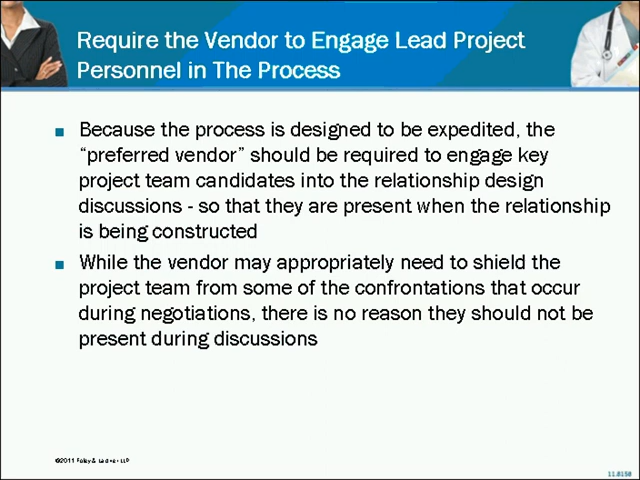 Require the Vendor to Engage Lead Project
Personnel in The Process
■ Because the process is designed to be expedited, the
“preferred vendor” should be required to engage key
project team candidates into the relationship design
discussions - so that they are present when the relationship
is being constructed
■ While the vendor may appropriately need to shield the
project team from some of the confrontations that occur
during negotiations, there is no reason they should not be
present during discussions
©2011 Foley & Lardner LLP
11.8158